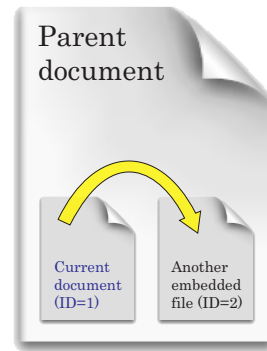 Parent
document
Current
document
(ID=1)
Another
embedded
file (ID=2)